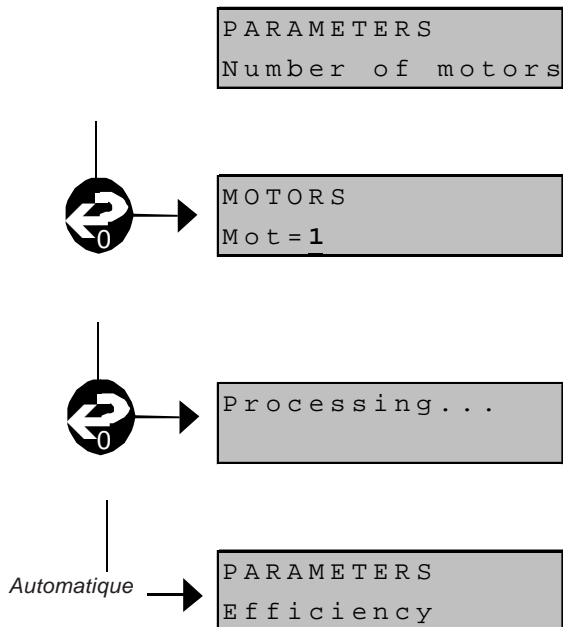 PARAMETERS
Number of motors
0
MOTORS
Mot=1
0
Processing...
Automatique
PARAMETERS
Efficiency